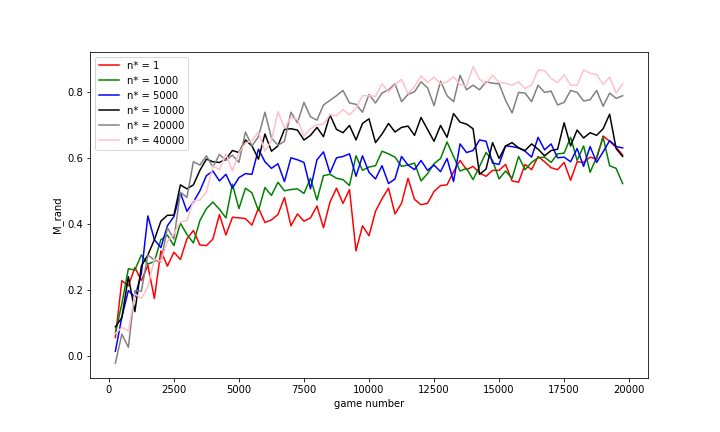 n* = 1
n* = 1000
n* = 5000
n* = 10000
n* = 20000
n* = 40000
0.8
0.6
0.4
0.2
0.0
M_rand
0 2500 5000 7500 10000 12500 15000 17500 20000
game number